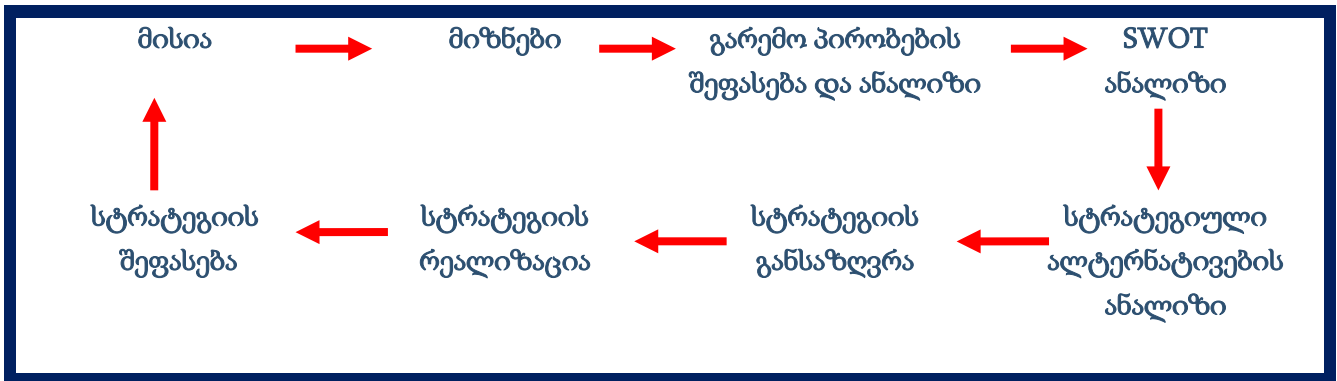 მისია
მიზნები
გარემო პირობების
შეფასება და ანალიზი
SWOT
ანალიზი
სტრატეგიის
შეფასება
სტრატეგიის
რეალიზაცია
სტრატეგიის
განსაზღვრა
სტრატეგიული
ალტერნატივების
ანალიზი